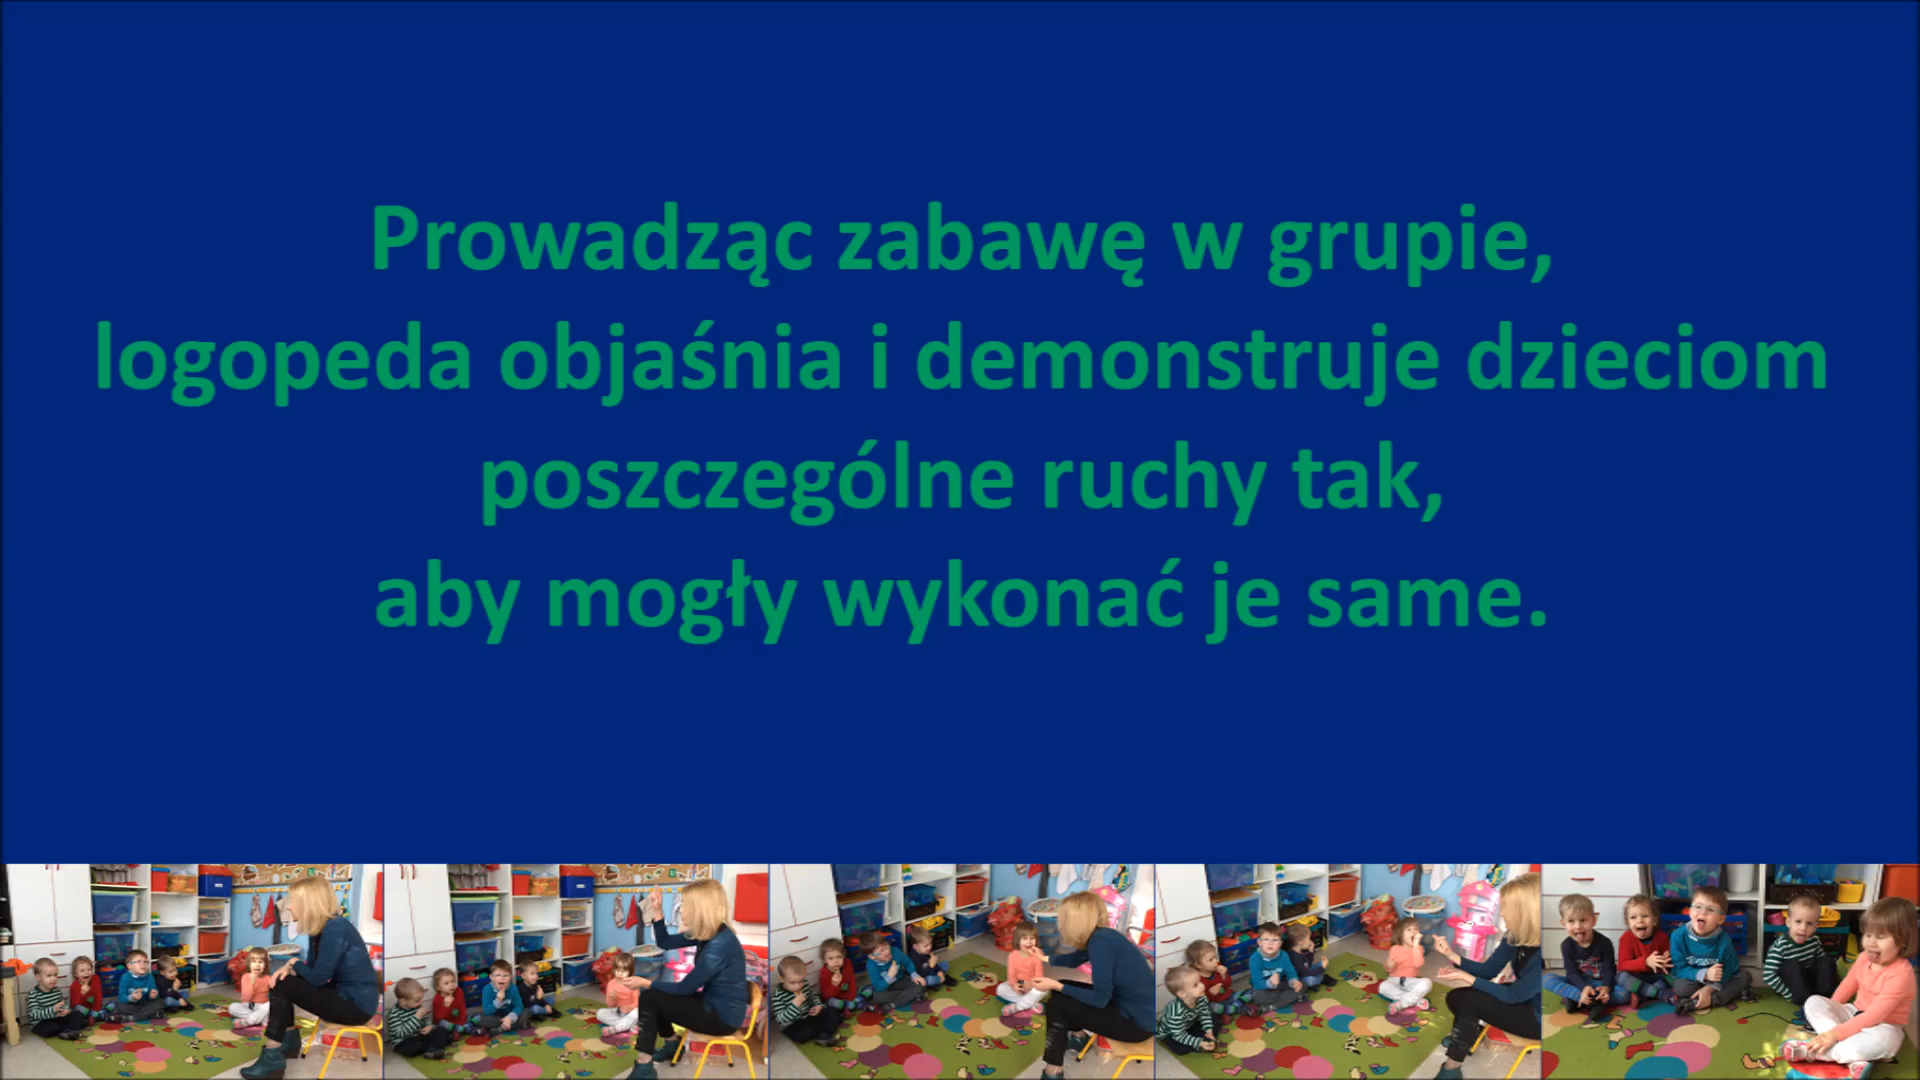 Prowadząc zabawę w grupie,
logopeda objaśnia i demonstruje dzieciom
poszczególne ruchy tak,
aby mogły wykonać je same.